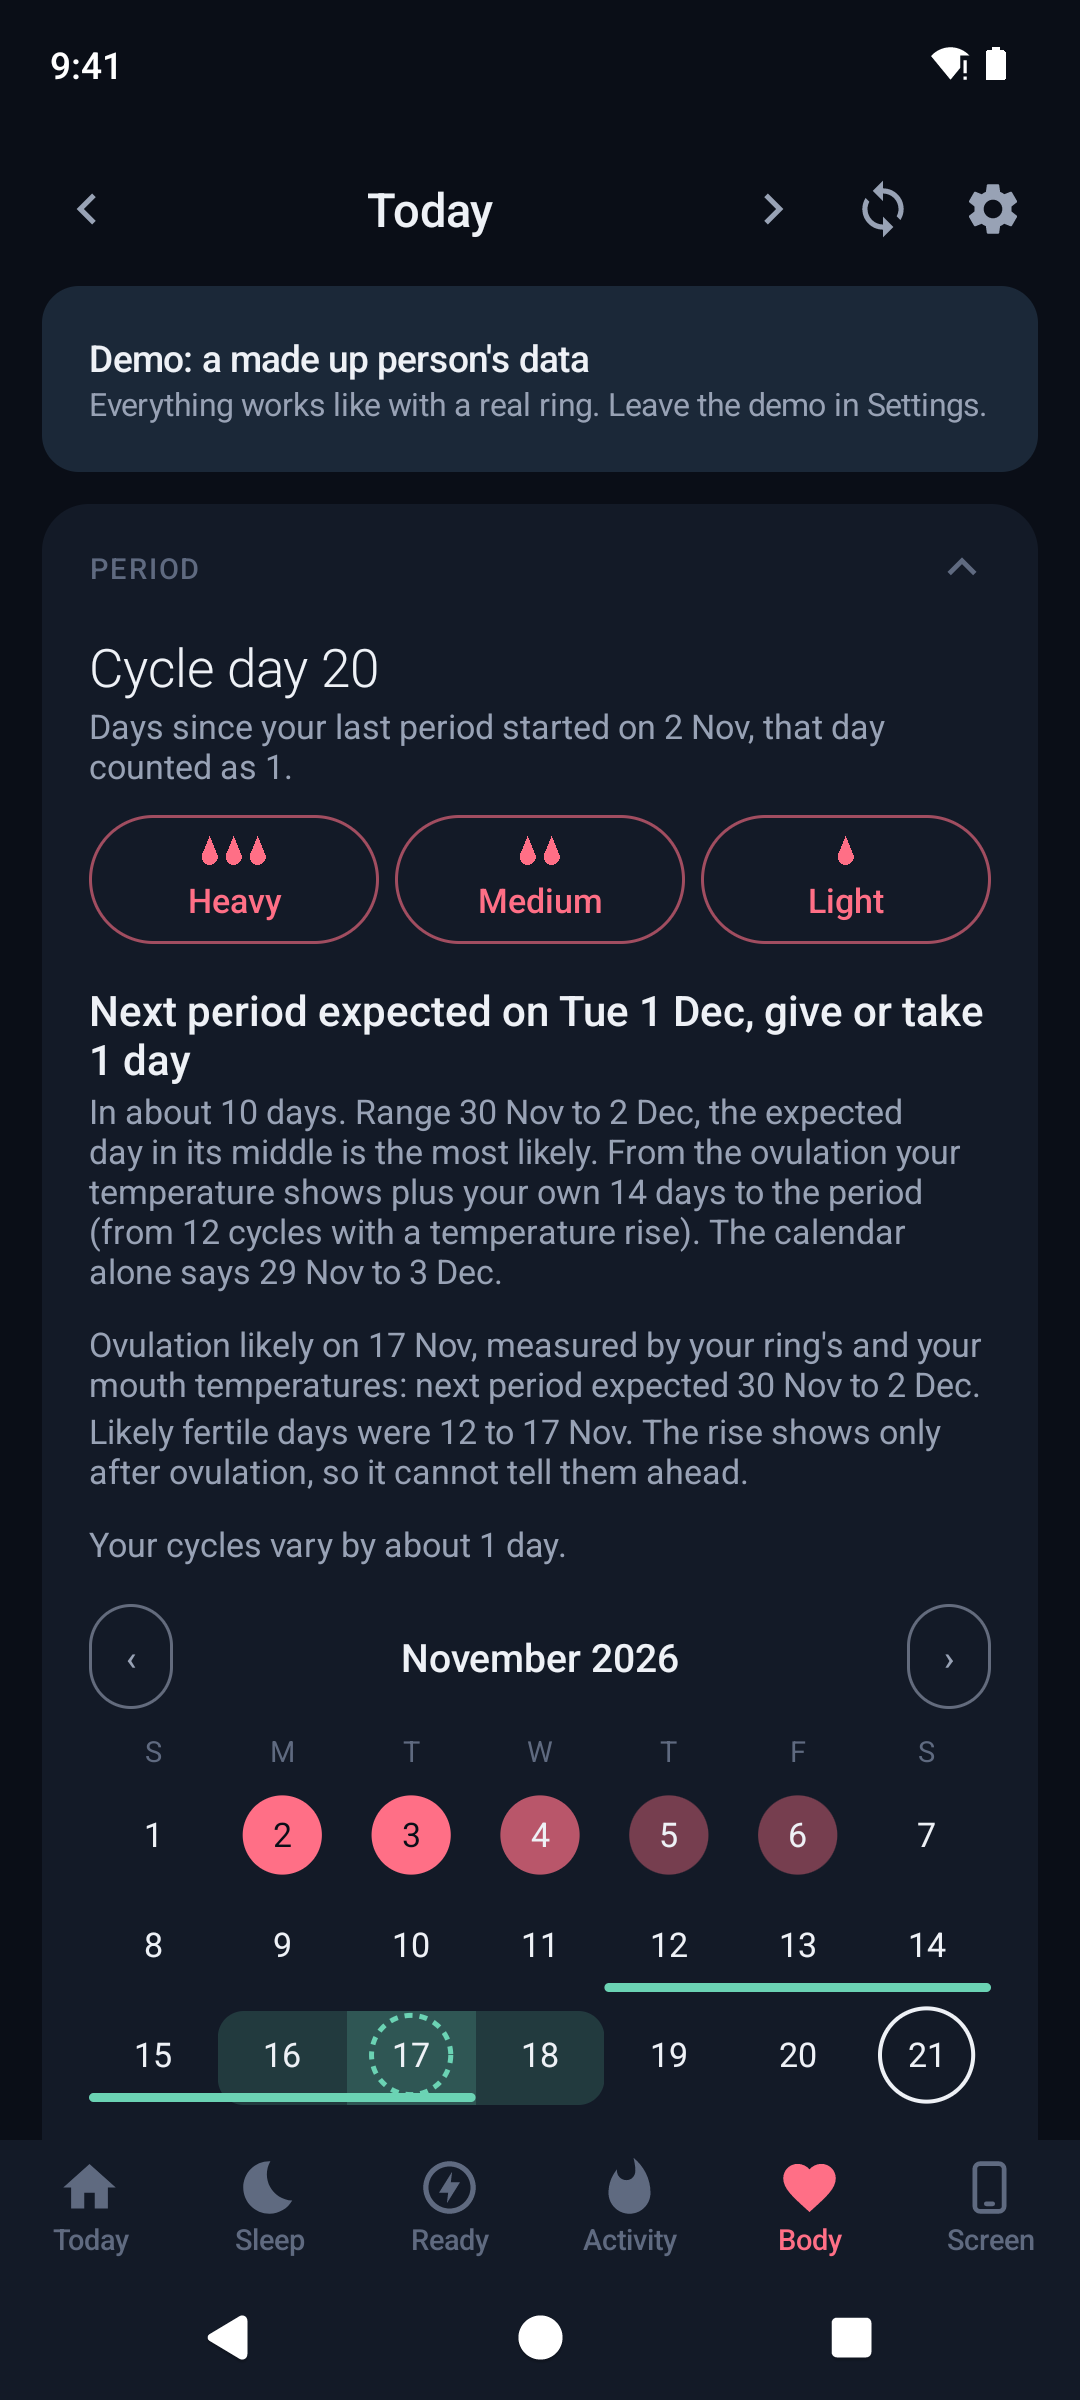 9:41
Today
Demo: a made up person's data
Everything works like with a real ring. Leave the demo in Settings.
PERIOD
Cycle day 20
Days since your last period started on 2 Nov, that day
counted as 1.
Heavy
Medium
Light
Next period expected on Tue 1 Dec, give or take
1 day
In about 10 days. Range 30 Nov to 2 Dec, the expected
day in its middle is the most likely. From the ovulation your
temperature shows plus your own 14 days to the period
(from 12 cycles with a temperature rise). The calendar
alone says 29 Nov to 3 Dec.
Ovulation likely on 17 Nov, measured by your ring's and your
mouth temperatures: next period expected 30 Nov to 2 Dec.
Likely fertile days were 12 to 17 Nov. The rise shows only
after ovulation, so it cannot tell them ahead.
Your cycles vary by about 1 day.
‹ November 2026 ›
S M T W T F S
1 2 3 4 5 6 7
8 9 10 11 12 13 14
15 16 17 18 19 20 21
Today Sleep Ready Activity Body Screen